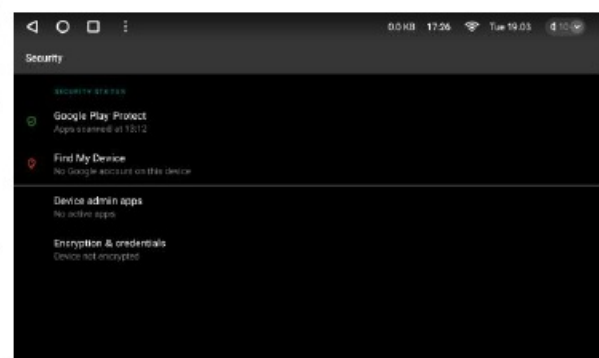 0.0 KB 17:26 Tue 19.03 10
Security
SECURITY STATUS
Google Play Protect
Apps scanned at 13:12
Find My Device
No Google account on this device
Device admin apps
No active apps
Encryption & credentials
Device not encrypted